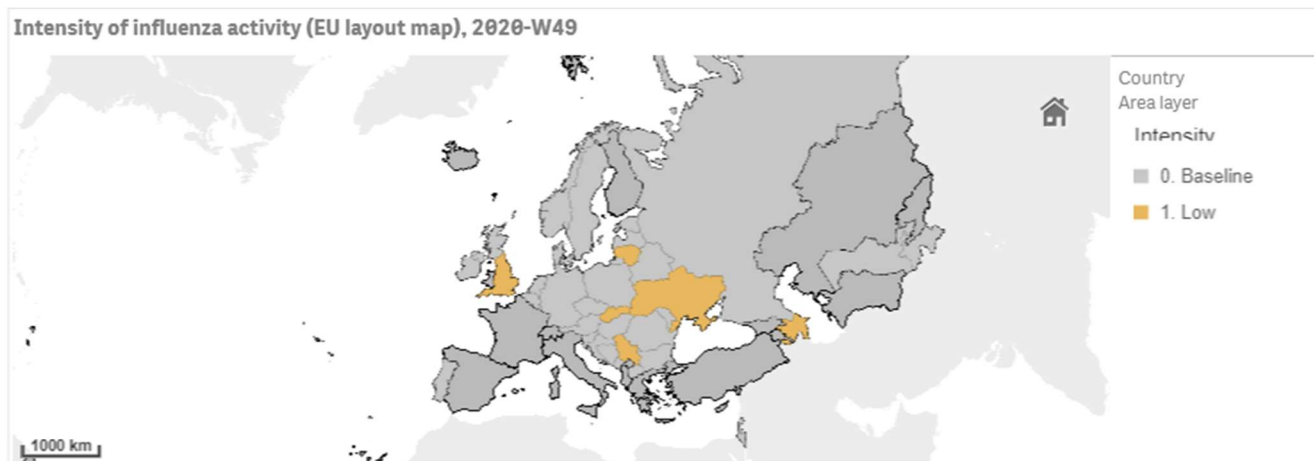 Intensity of influenza activity (EU layout map), 2020-W49
Country
Area layer
Intensity
0. Baseline
1. Low
1000 km